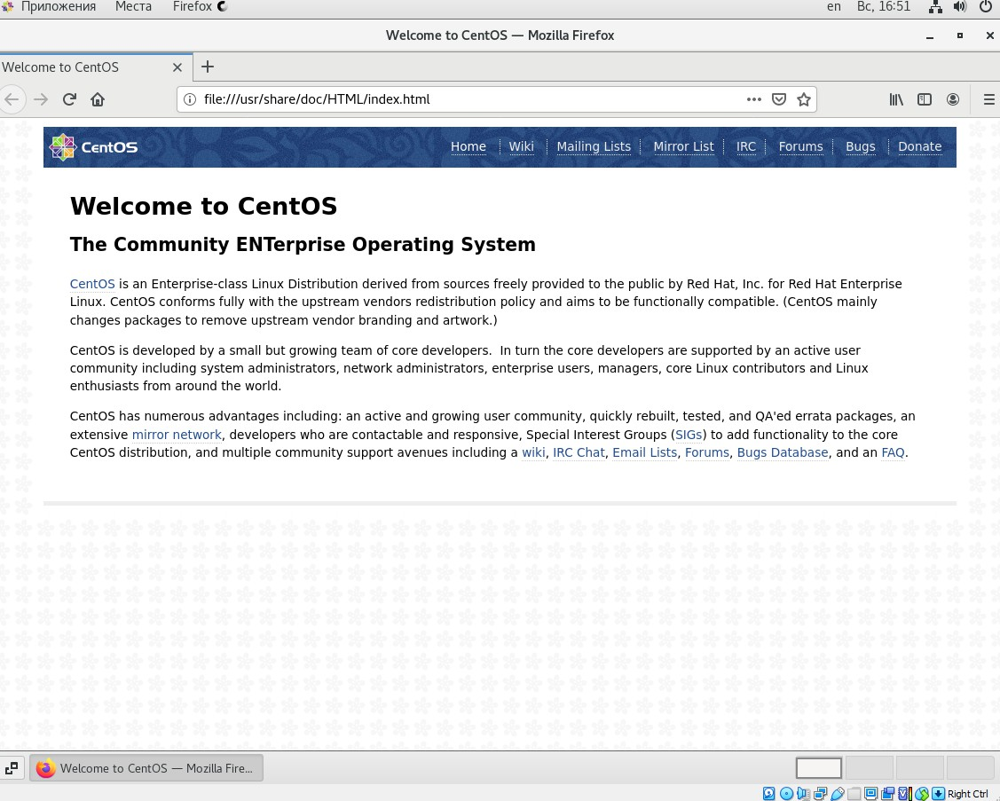 Приложения Места Firefox en Вс, 16:51
Welcome to CentOS — Mozilla Firefox
Welcome to CentOS
file:///usr/share/doc/HTML/index.html
CentOS Home Wiki Mailing Lists Mirror List IRC Forums Bugs Donate
Welcome to CentOS
The Community ENTerprise Operating System
CentOS is an Enterprise-class Linux Distribution derived from sources freely provided to the public by Red Hat, Inc. for Red Hat Enterprise
Linux. CentOS conforms fully with the upstream vendors redistribution policy and aims to be functionally compatible. (CentOS mainly
changes packages to remove upstream vendor branding and artwork.)
CentOS is developed by a small but growing team of core developers.  In turn the core developers are supported by an active user
community including system administrators, network administrators, enterprise users, managers, core Linux contributors and Linux
enthusiasts from around the world.
CentOS has numerous advantages including: an active and growing user community, quickly rebuilt, tested, and QA'ed errata packages, an
extensive mirror network, developers who are contactable and responsive, Special Interest Groups (SIGs) to add functionality to the core
CentOS distribution, and multiple community support avenues including a wiki, IRC Chat, Email Lists, Forums, Bugs Database, and an FAQ.
Welcome to CentOS — Mozilla Fire...
Right Ctrl